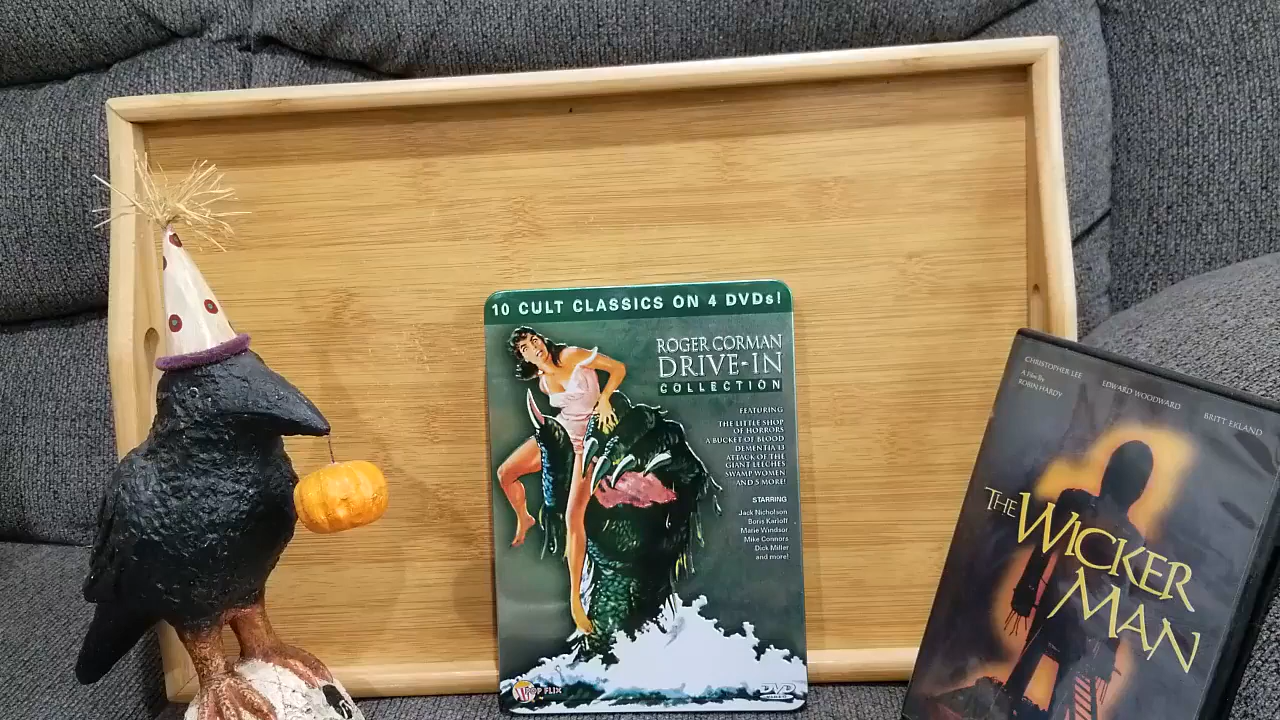 10 CULT CLASSICS ON 4 DVDs!
ROGER CORMAN
DRIVE-IN
COLLECTION
FEATURING
THE LITTLE SHOP
OF HORRORS
A BUCKET OF BLOOD
DEMENTIA 13
ATTACK OF THE
GIANT LEECHES
SWAMP WOMEN
AND 5 MORE!
STARRING
Jack Nicholson
Boris Karloff
Marie Windsor
Mike Connors
Dick Miller
and more!
POP FLIX
DVD
VIDEO
CHRISTOPHER LEE
EDWARD WOODWARD
BRITT EKLAND
A Film By
ROBIN HARDY
THE
WICKER
MAN